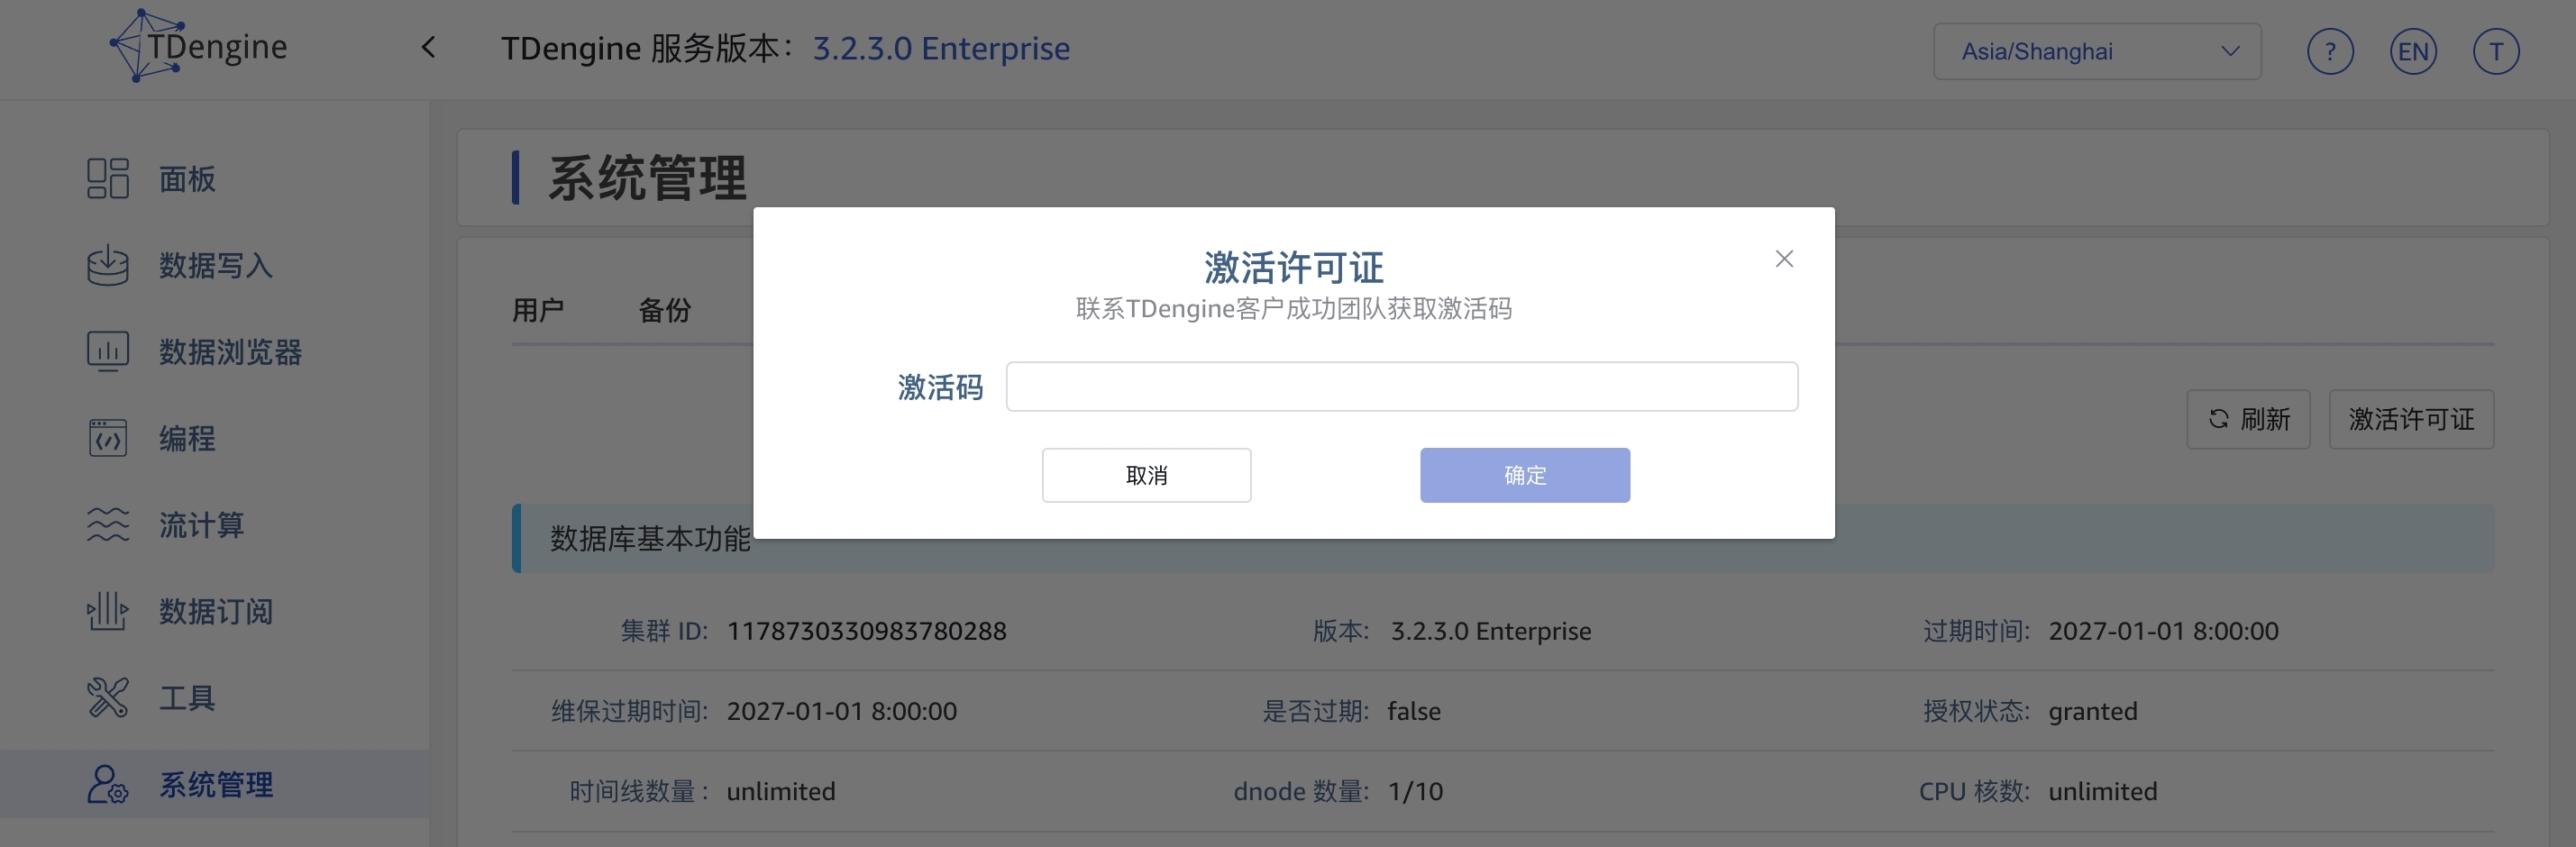 TDengine
TDengine 服务版本： 3.2.3.0 Enterprise
Asia/Shanghai
?
EN
T
面板
数据写入
数据浏览器
编程
流计算
数据订阅
工具
系统管理
系统管理
用户 备份
刷新
激活许可证
激活许可证
联系TDengine客户成功团队获取激活码
激活码
取消
确定
数据库基本功能
集群 ID: 1178730330983780288 版本: 3.2.3.0 Enterprise 过期时间: 2027-01-01 8:00:00
维保过期时间: 2027-01-01 8:00:00 是否过期: false 授权状态: granted
时间线数量 : unlimited dnode 数量: 1/10 CPU 核数: unlimited